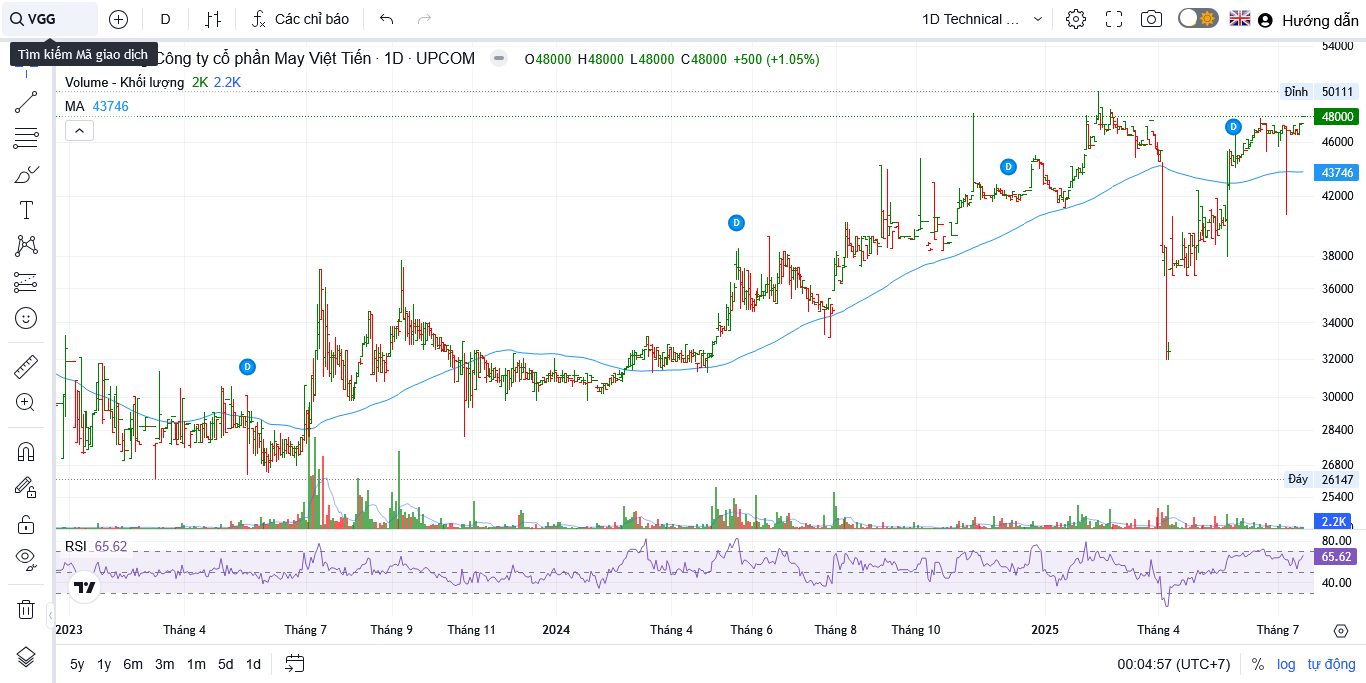 VGG
D
Các chỉ báo
1D Technical ...
Hướng dẫn
Tìm kiếm Mã giao dịch
Công ty cổ phần May Việt Tiến · 1D · UPCOM
O48000 H48000 L48000 C48000 +500 (+1.05%)
Volume - Khối lượng 2K 2.2K
MA 43746
54000
Đỉnh 50111
48000
46000
43746
42000
38000
36000
34000
32000
30000
28400
26800
Đáy 26147
25400
2.2K
D
D
D
D
RSI 65.62
80.00
65.62
40.00
2023 Tháng 4 Tháng 7 Tháng 9 Tháng 11 2024 Tháng 4 Tháng 6 Tháng 8 Tháng 10 2025 Tháng 4 Tháng 7
5y 1y 6m 3m 1m 5d 1d
00:04:57 (UTC+7)
% log tự động